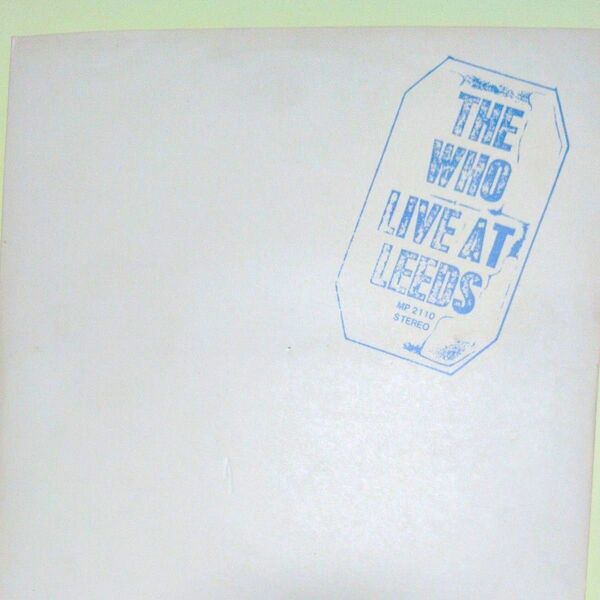 THE
WHO
LIVE AT
LEEDS
MP 2110
STEREO